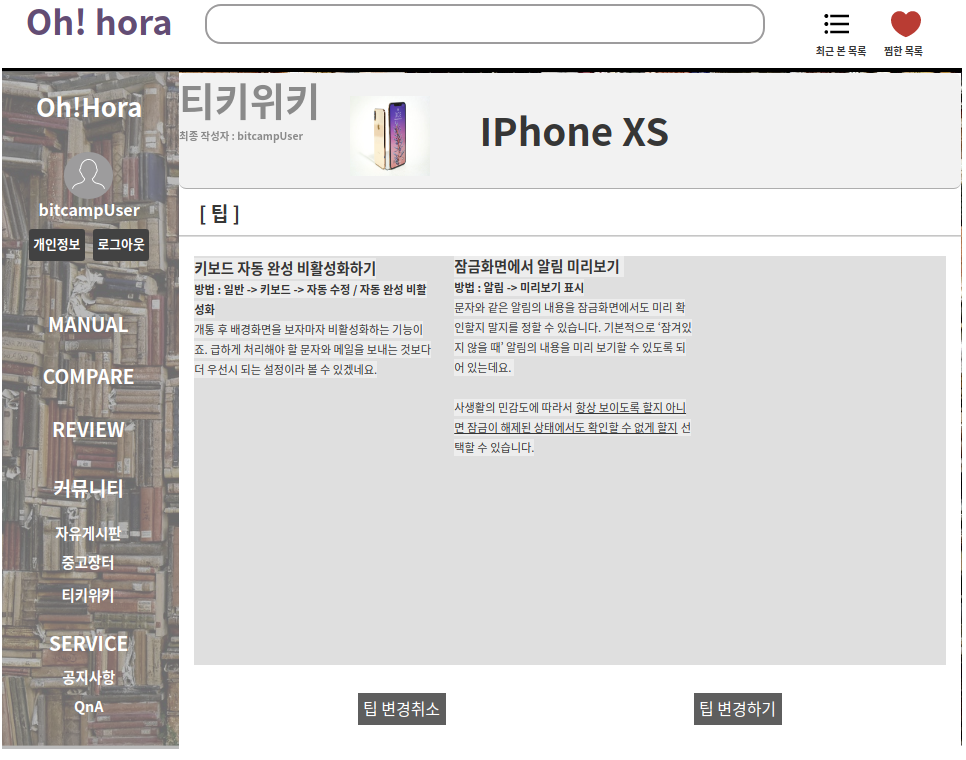 Oh! hora
최근 본 목록
찜한 목록
Oh!Hora
bitcampUser
개인정보
로그아웃
MANUAL
COMPARE
REVIEW
커뮤니티
자유게시판
중고장터
티키위키
SERVICE
공지사항
QnA
티키위키
최종 작성자 : bitcampUser
IPhone XS
[ 팁 ]
키보드 자동 완성 비활성화하기
방법 : 일반 -> 키보드 -> 자동 수정 / 자동 완성 비활
성화
개통 후 배경화면을 보자마자 비활성화하는 기능이
죠. 급하게 처리해야 할 문자와 메일을 보내는 것보다
더 우선시 되는 설정이라 볼 수 있겠네요.
잠금화면에서 알림 미리보기
방법 : 알림 -> 미리보기 표시
문자와 같은 알림의 내용을 잠금화면에서도 미리 확
인할지 말지를 정할 수 있습니다. 기본적으로 ‘잠겨있
지 않을 때’ 알림의 내용을 미리 보기할 수 있도록 되
어 있는데요.
사생활의 민감도에 따라서 항상 보이도록 할지 아니
면 잠금이 해제된 상태에서도 확인할 수 없게 할지 선
택할 수 있습니다.
팁 변경취소
팁 변경하기